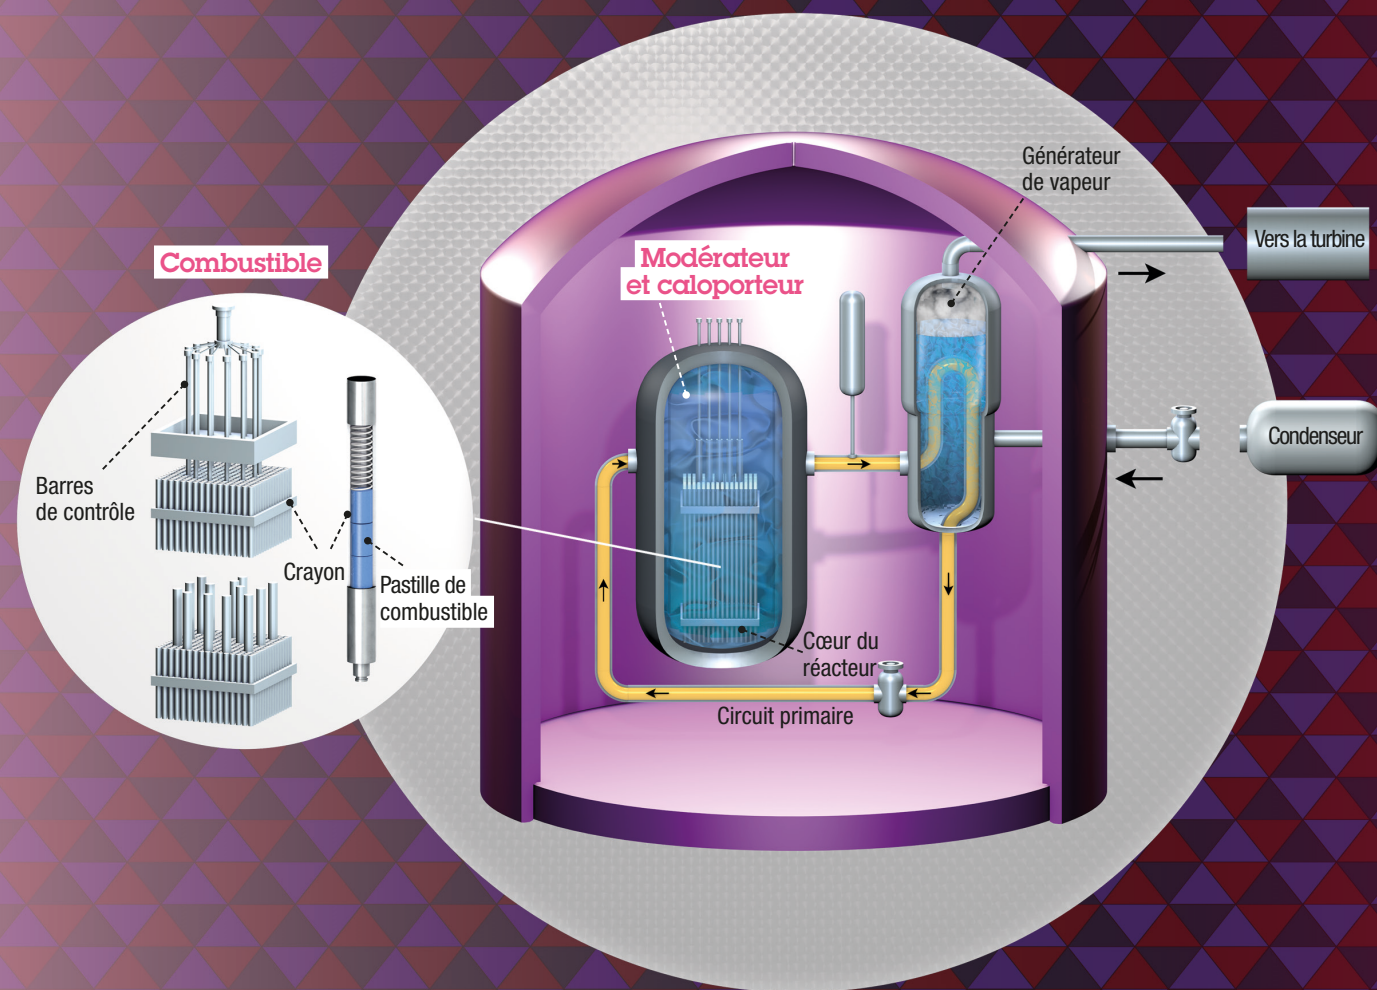 Générateur
de vapeur
Vers la turbine
Combustible
Modérateur
et caloporteur
Condenseur
Barres
de contrôle
Crayon
Pastille de
combustible
Cœur du
réacteur
Circuit primaire